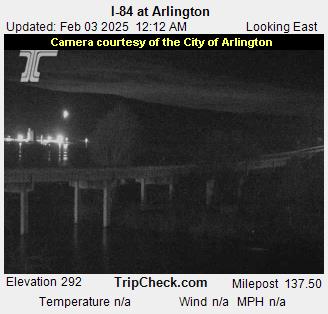 I-84 at Arlington
Updated: Feb 03 2025 12:12 AM Looking East
Camera courtesy of the City of Arlington
Elevation 292 TripCheck.com Milepost 137.50
Temperature n/a Wind n/a MPH n/a